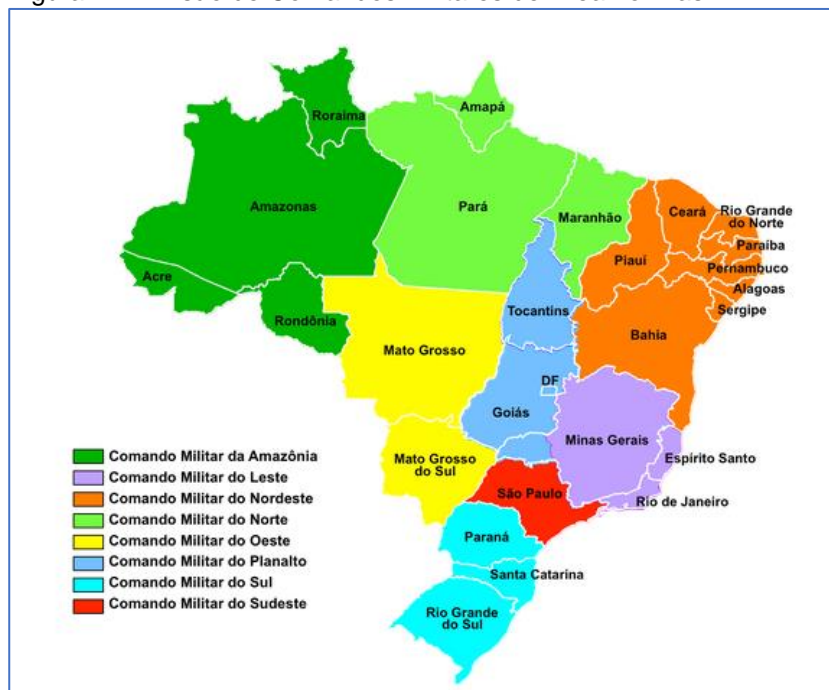 Roraima
Amapá
Amazonas
Pará
Maranhão
Ceará
Rio Grande
do Norte
Paraíba
Piauí
Pernambuco
Acre
Alagoas
Sergipe
Rondônia
Tocantins
Bahia
Mato Grosso
DF
Goiás
Minas Gerais
Mato Grosso
do Sul
Espírito Santo
São Paulo
Rio de Janeiro
Paraná
Santa Catarina
Rio Grande
do Sul
Comando Militar da Amazônia
Comando Militar do Leste
Comando Militar do Nordeste
Comando Militar do Norte
Comando Militar do Oeste
Comando Militar do Planalto
Comando Militar do Sul
Comando Militar do Sudeste